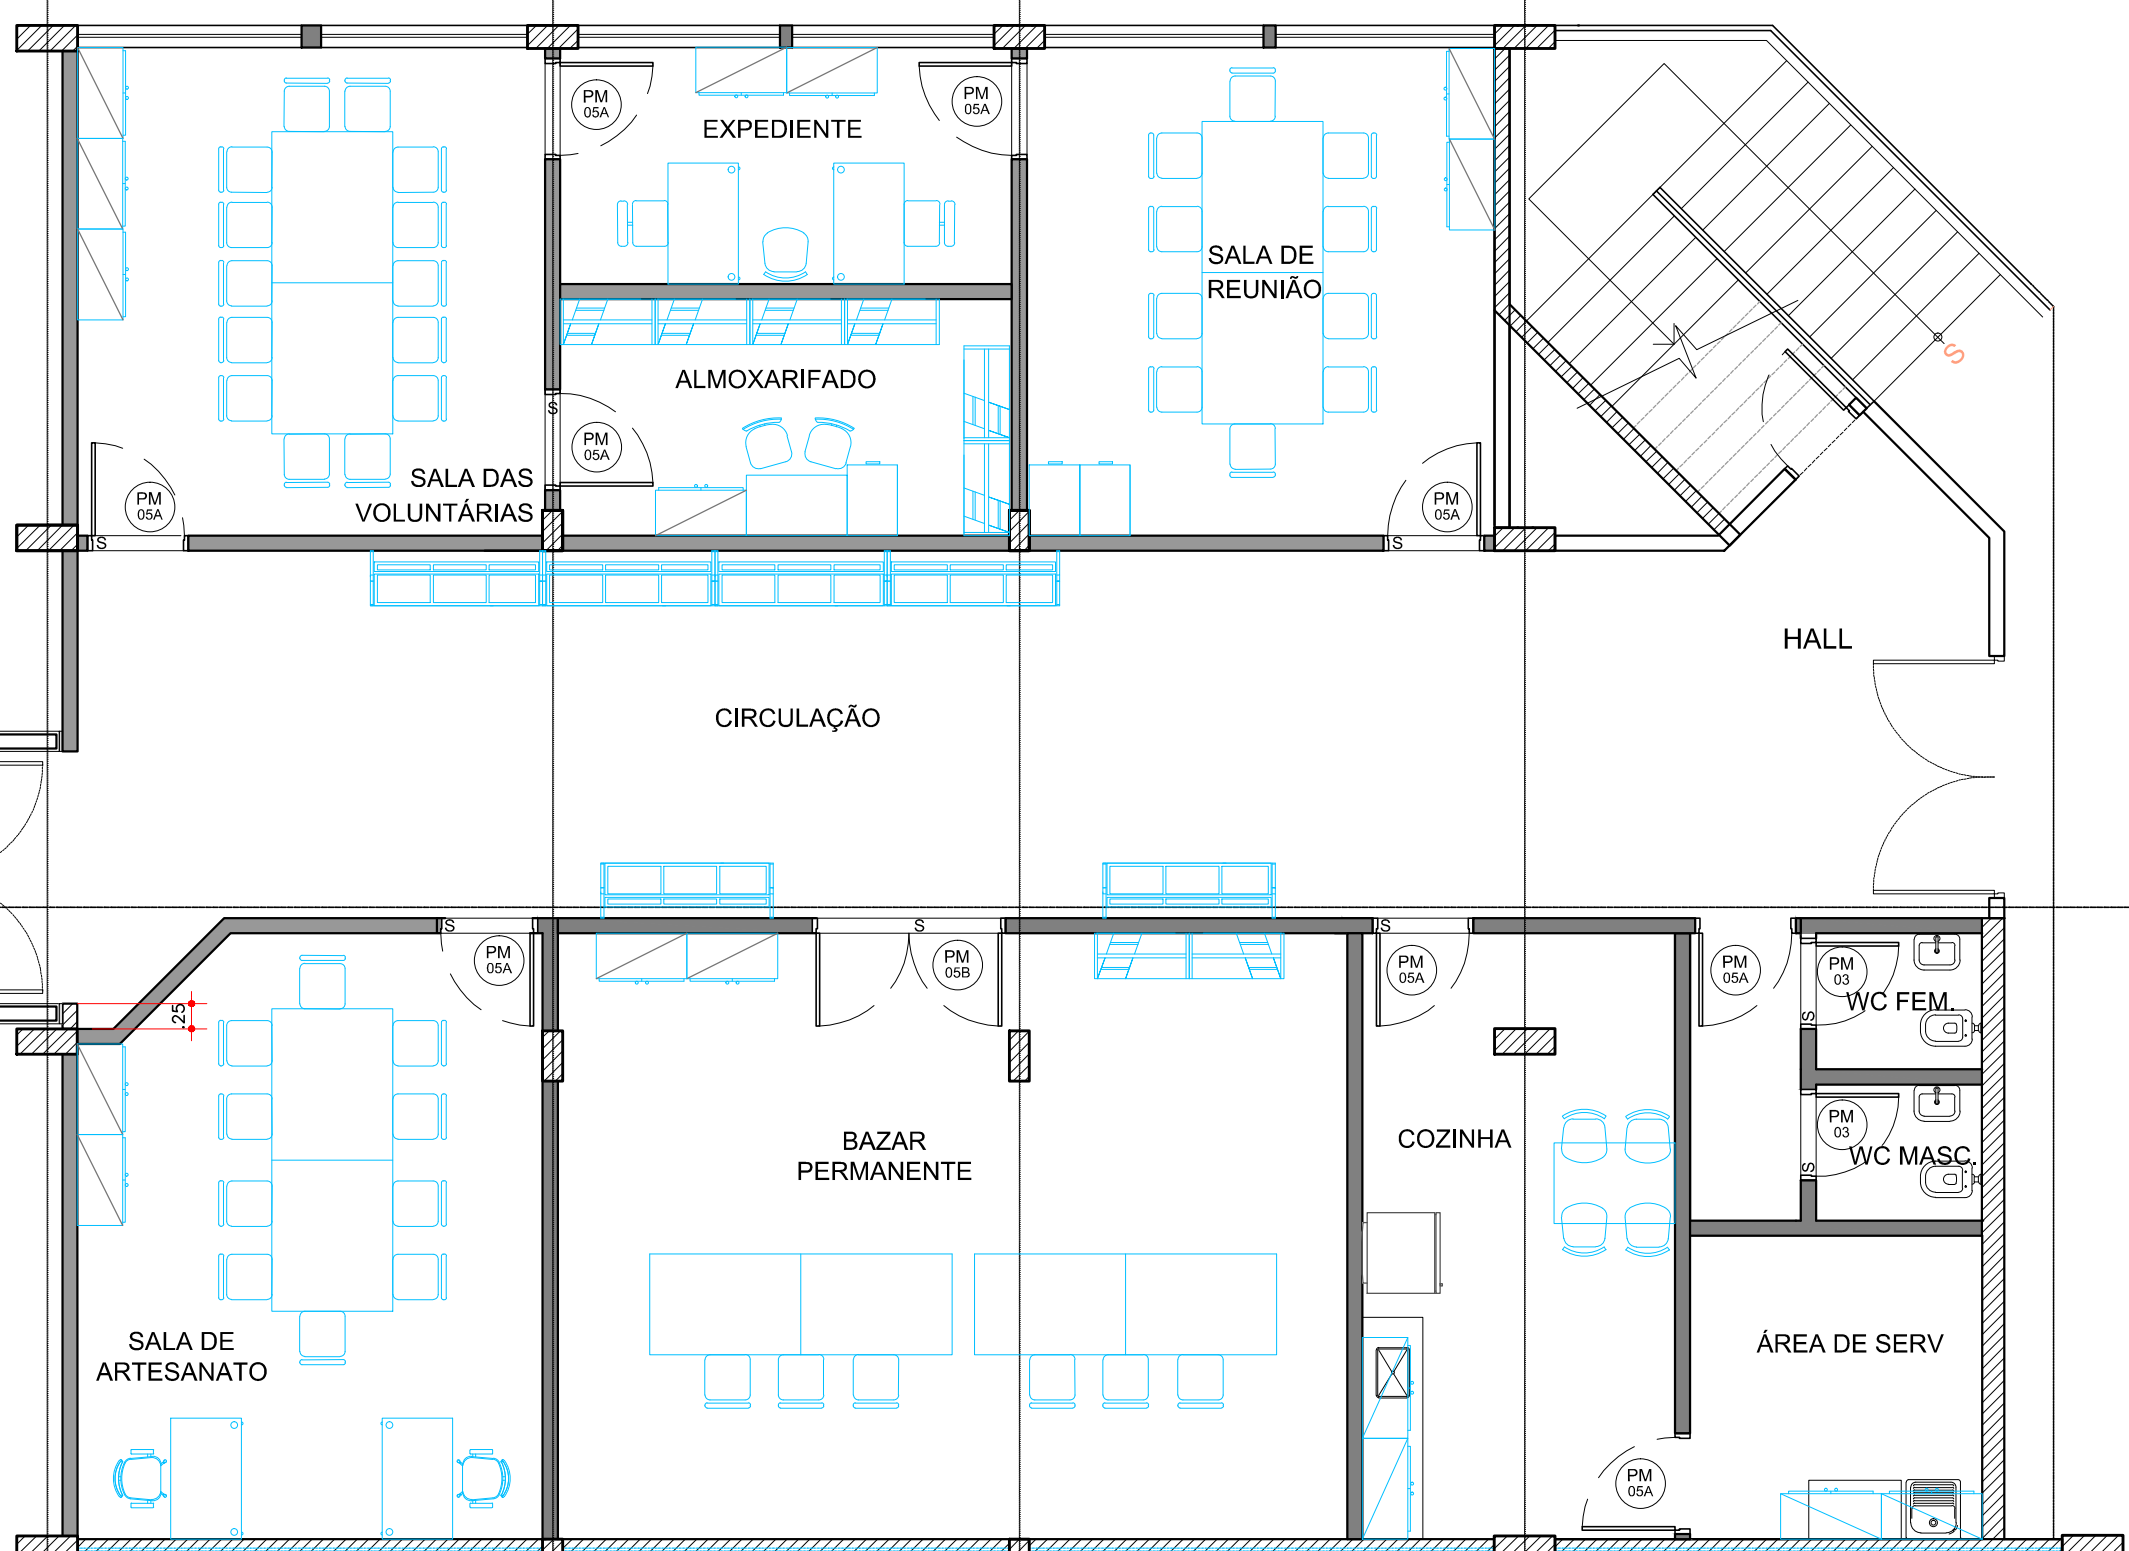 PM
05A
EXPEDIENTE
PM
05A
SALA DE
REUNIÃO
S
ALMOXARIFADO
S
PM
05A
SALA DAS
VOLUNTÁRIAS
PM
05A
S
PM
05A
S
HALL
CIRCULAÇÃO
S
PM
05A
S
PM
05B
S
PM
05A
PM
05A
PM
03
WC FEM.
S
.25
PM
03
WC MASC.
S
BAZAR
PERMANENTE
COZINHA
SALA DE
ARTESANATO
ÁREA DE SERV
PM
05A